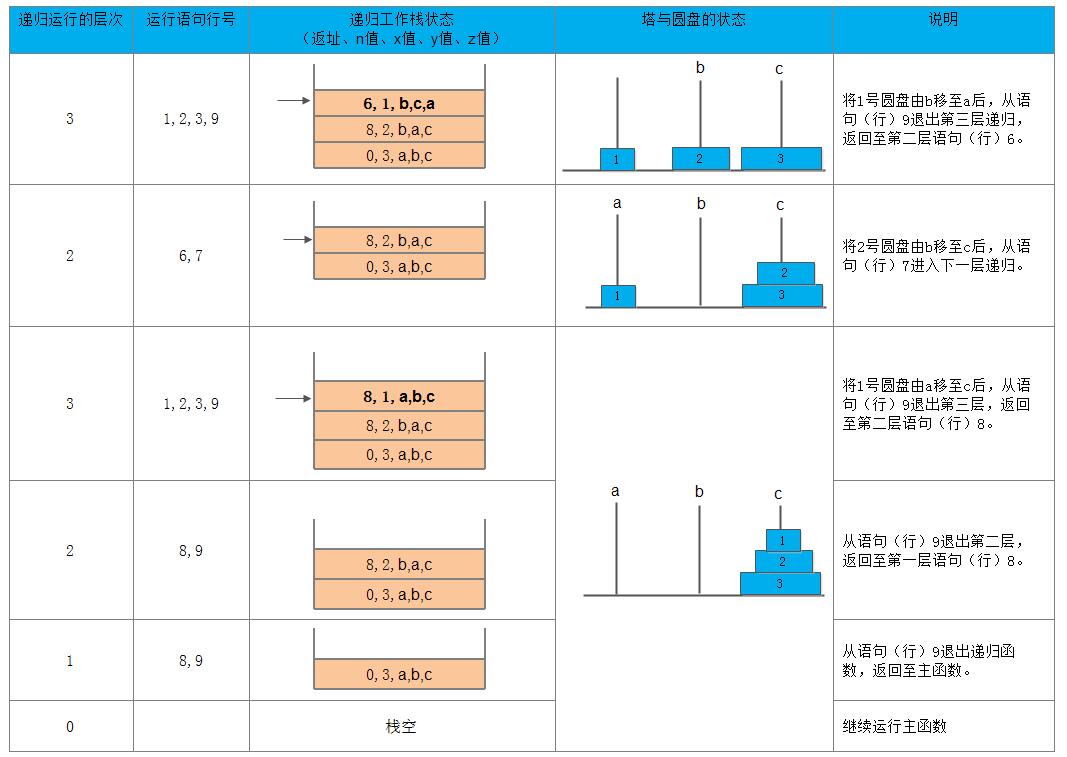 递归运行的层次
运行语句行号
递归工作栈状态
（返址、n值、x值、y值、z值）
塔与圆盘的状态
说明
3
1,2,3,9
6, 1, b,c,a
8, 2, b,a,c
0, 3, a,b,c
b
c
1
2
3
将1号圆盘由b移至a后，从语
句（行）9退出第三层递归，
返回至第二层语句（行）6。
2
6,7
8, 2, b,a,c
0, 3, a,b,c
a
b
c
2
1
3
将2号圆盘由b移至c后，从语
句（行）7进入下一层递归。
3
1,2,3,9
8, 1, a,b,c
8, 2, b,a,c
0, 3, a,b,c
将1号圆盘由a移至c后，从语
句（行）9退出第三层，返回
至第二层语句（行）8。
a
b
c
1
2
3
2
8,9
8, 2, b,a,c
0, 3, a,b,c
从语句（行）9退出第二层，
返回至第一层语句（行）8。
1
8,9
0, 3, a,b,c
从语句（行）9退出递归函
数，返回至主函数。
0
栈空
继续运行主函数